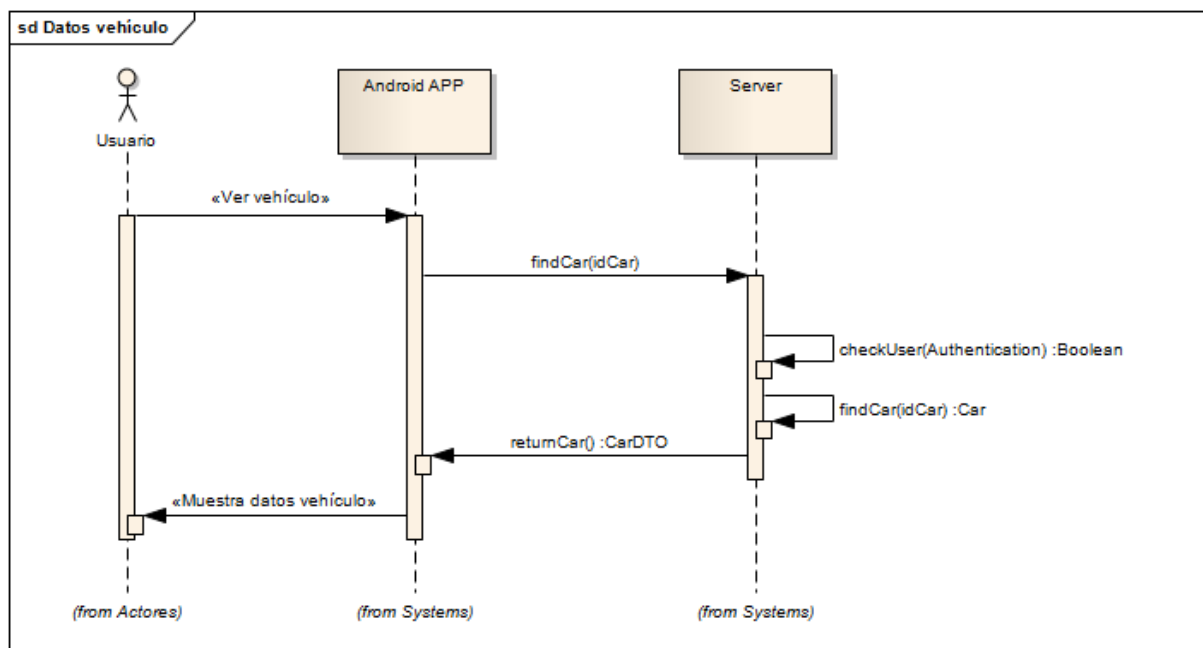 sd Datos vehículo
Usuario
Android APP
Server
«Ver vehículo»
findCar(idCar)
checkUser(Authentication) :Boolean
findCar(idCar) :Car
returnCar() :CarDTO
«Muestra datos vehículo»
(from Actores)
(from Systems)
(from Systems)